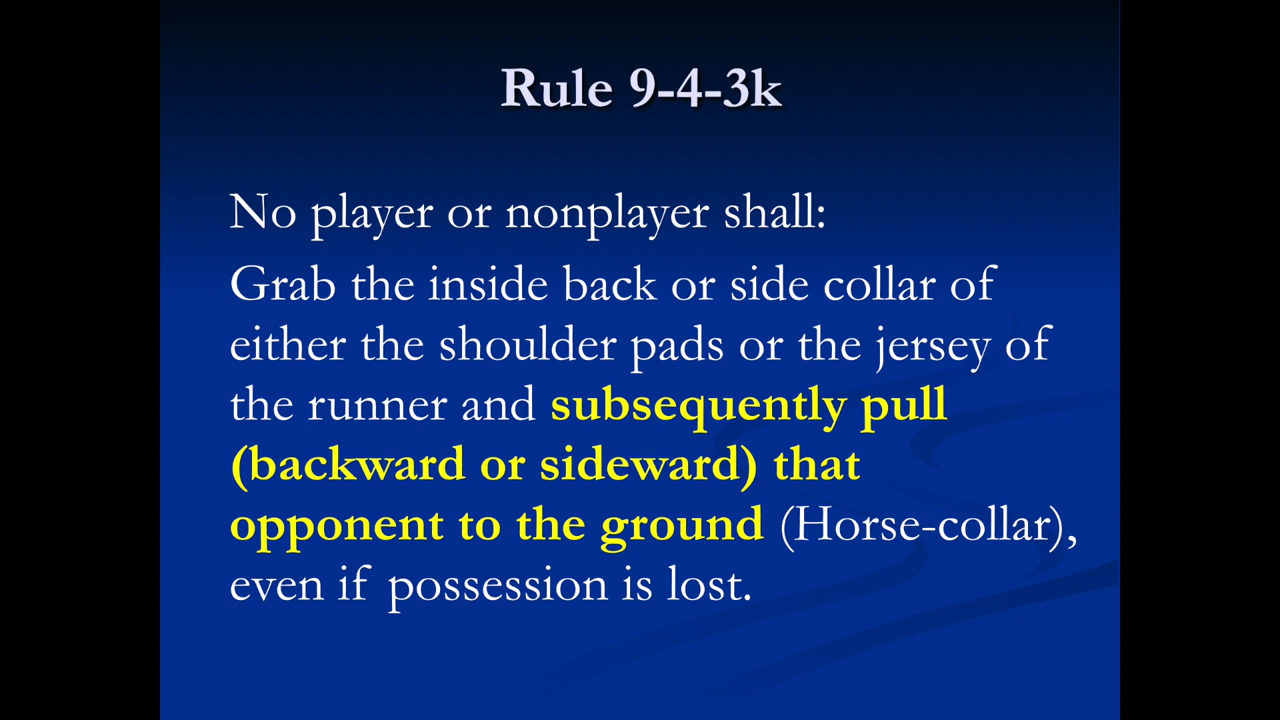 Rule 9-4-3k
No player or nonplayer shall:
Grab the inside back or side collar of
either the shoulder pads or the jersey of
the runner and subsequently pull
(backward or sideward) that
opponent to the ground (Horse-collar),
even if possession is lost.